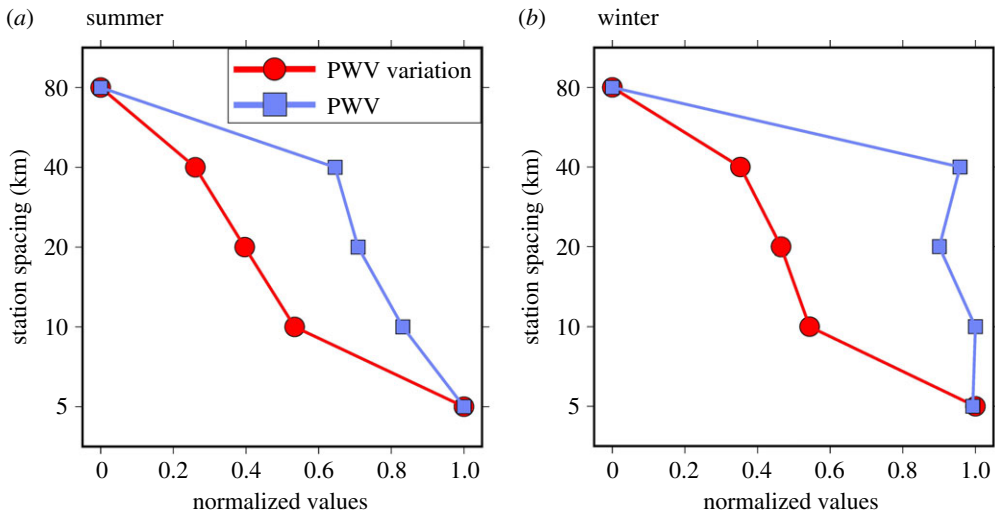 (a) summer
PWV variation
PWV
80
40
20
10
5
station spacing (km)
0 0.2 0.4 0.6 0.8 1.0
normalized values
(b) winter
80
40
20
10
5
station spacing (km)
0 0.2 0.4 0.6 0.8 1.0
normalized values